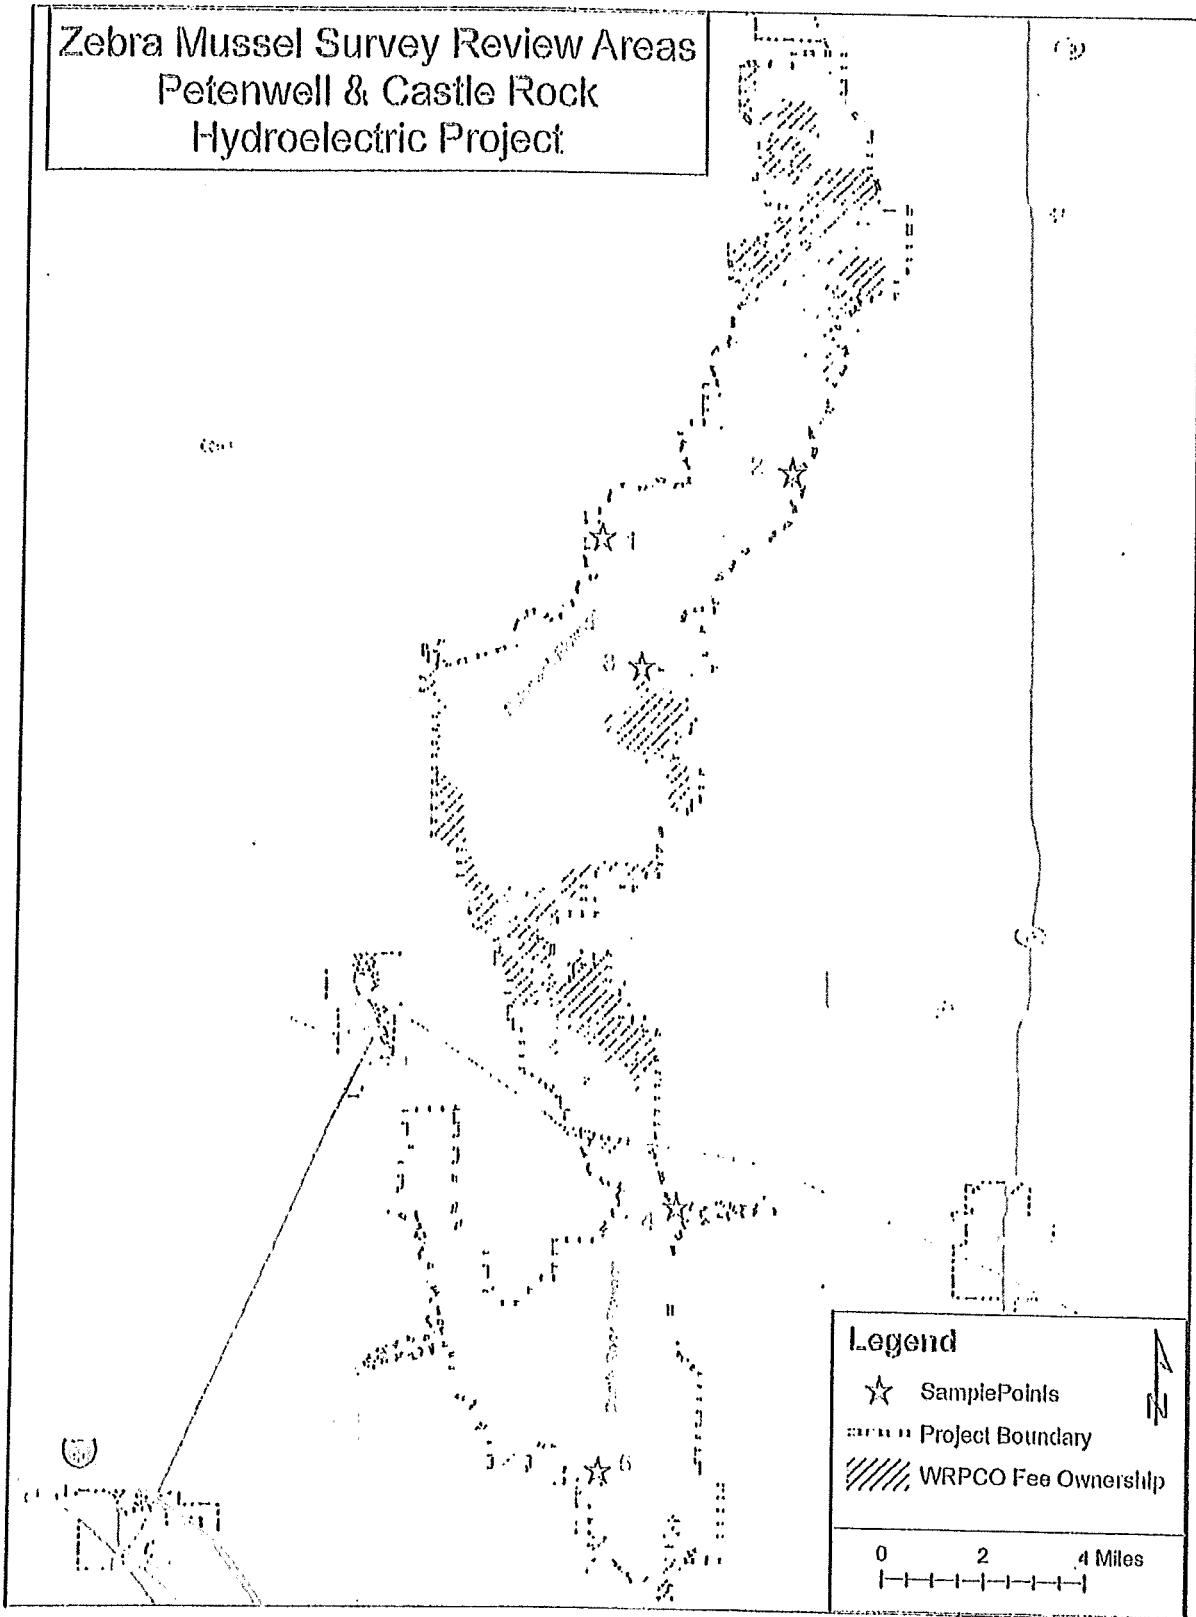 Zebra Mussel Survey Review Areas
Petenwell & Castle Rock
Hydroelectric Project
2
1
3
4
Legend
SamplePoints
Project Boundary
WRPCO Fee Ownership
N
0 2 4 Miles